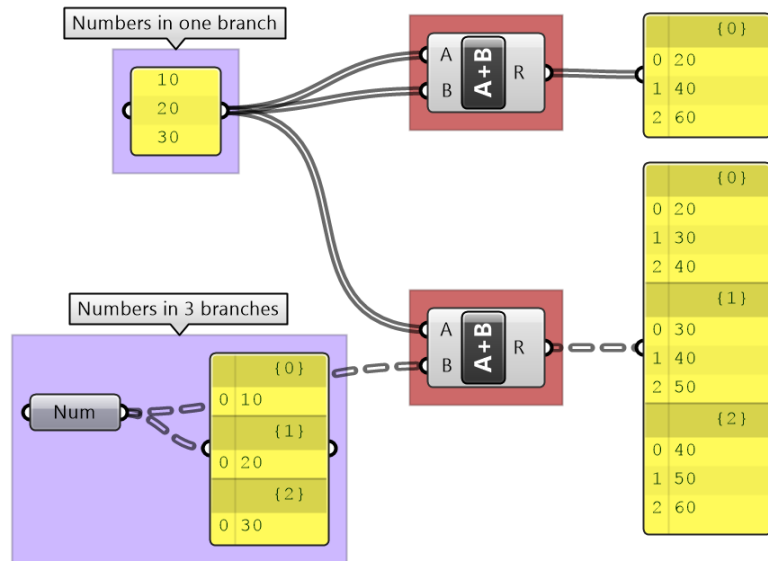 Numbers in one branch
10
20
30
A
B
A+B
R
{0}
0 20
1 40
2 60
{0}
0 20
1 30
2 40
{1}
0 30
1 40
2 50
{2}
0 40
1 50
2 60
A
B
A+B
R
Numbers in 3 branches
Num
{0}
0 10
{1}
0 20
{2}
0 30